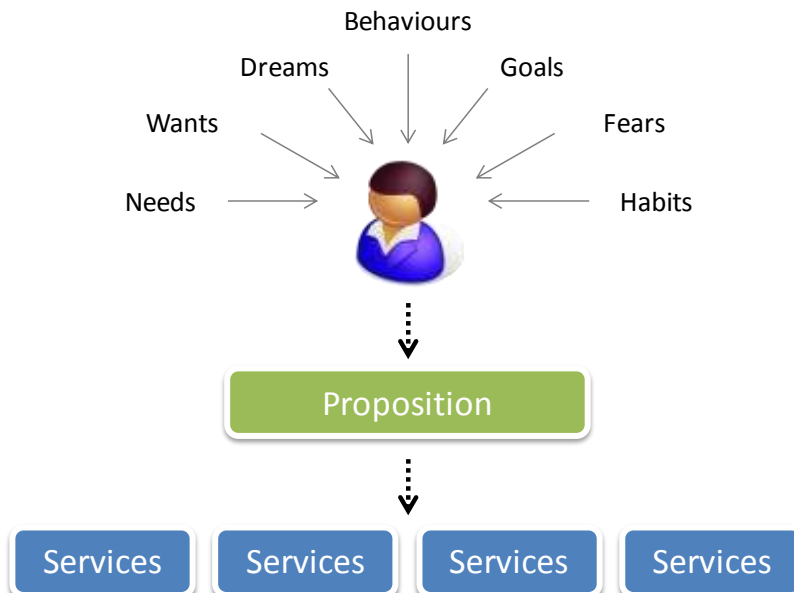 Behaviours
Dreams
Goals
Wants
Fears
Needs
Habits
Proposition
Services
Services
Services
Services